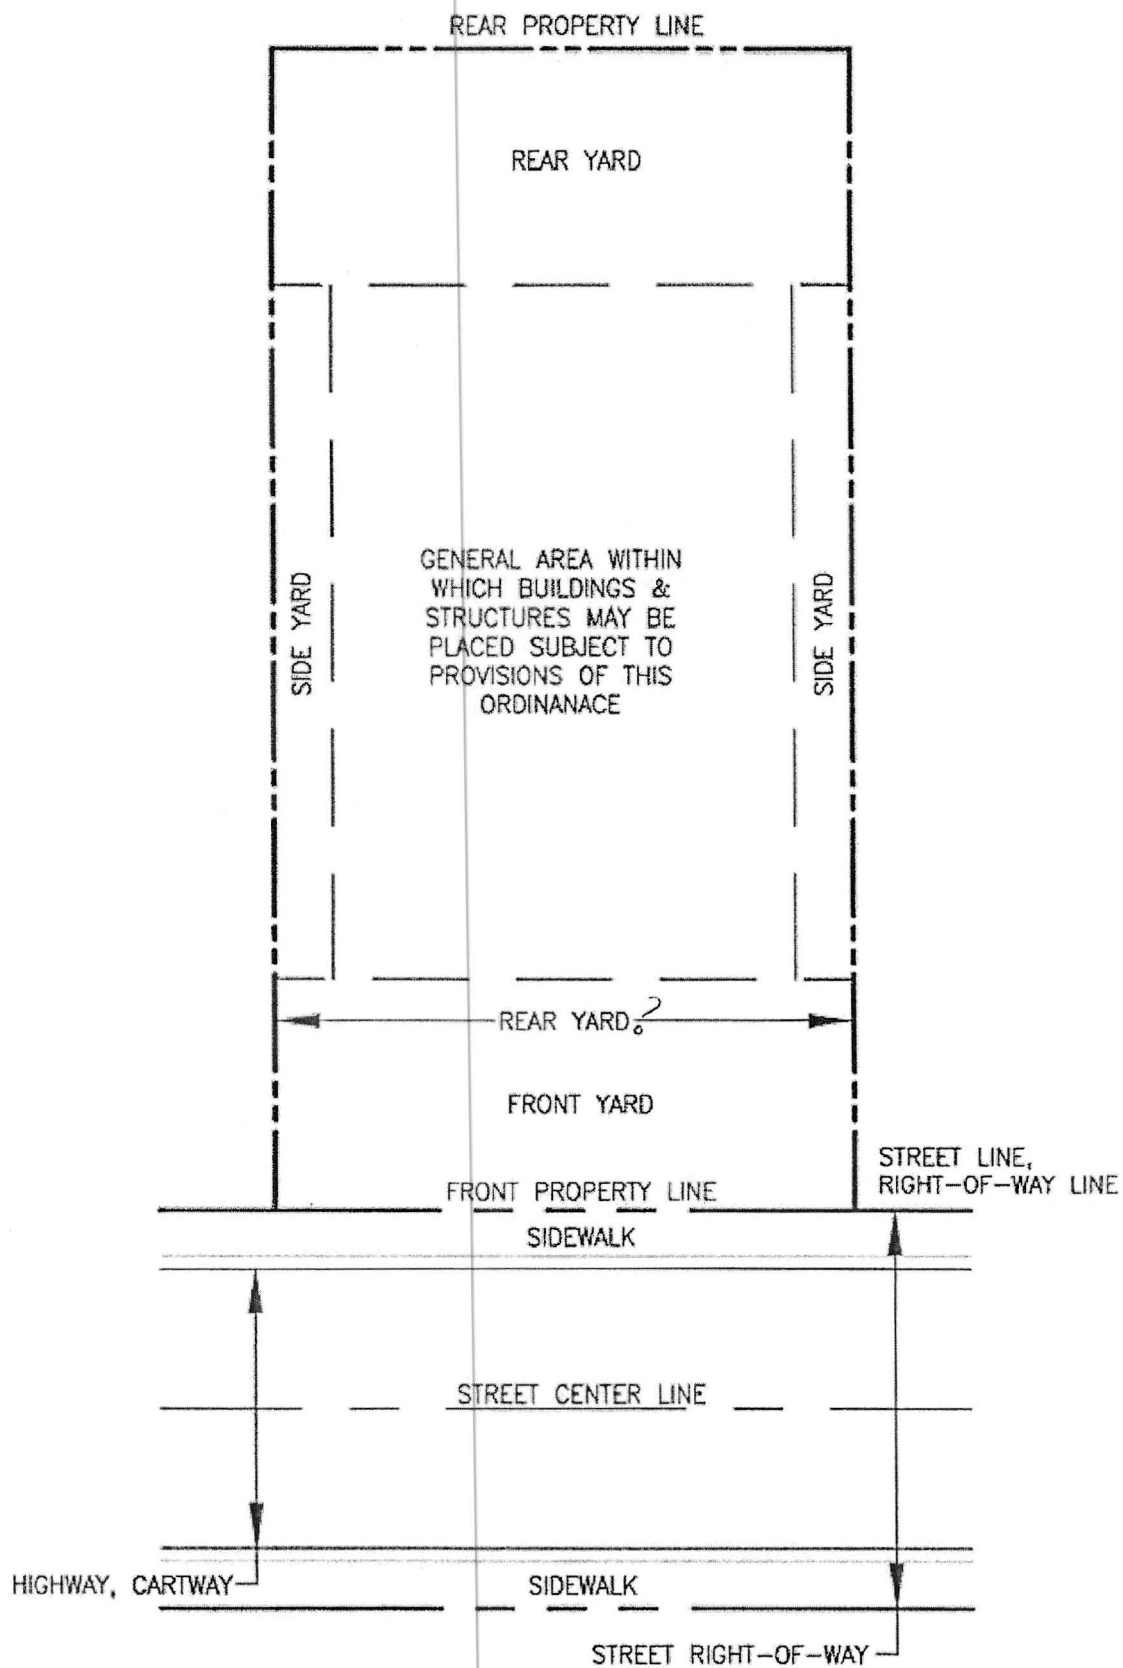 REAR PROPERTY LINE
REAR YARD
SIDE YARD
GENERAL AREA WITHIN
WHICH BUILDINGS &
STRUCTURES MAY BE
PLACED SUBJECT TO
PROVISIONS OF THIS
ORDINANACE
SIDE YARD
REAR YARD ?
FRONT YARD
STREET LINE,
RIGHT-OF-WAY LINE
FRONT PROPERTY LINE
SIDEWALK
STREET CENTER LINE
HIGHWAY, CARTWAY
SIDEWALK
STREET RIGHT-OF-WAY